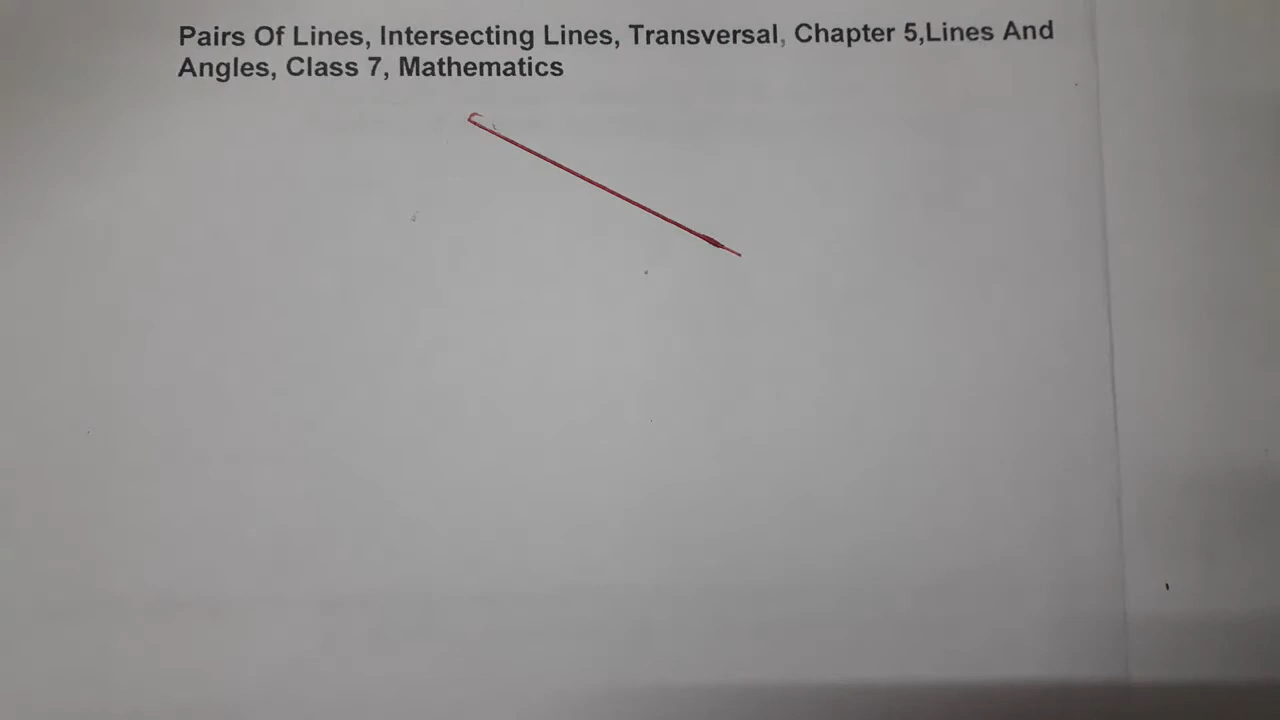 Pairs Of Lines, Intersecting Lines, Transversal, Chapter 5,Lines And
Angles, Class 7, Mathematics